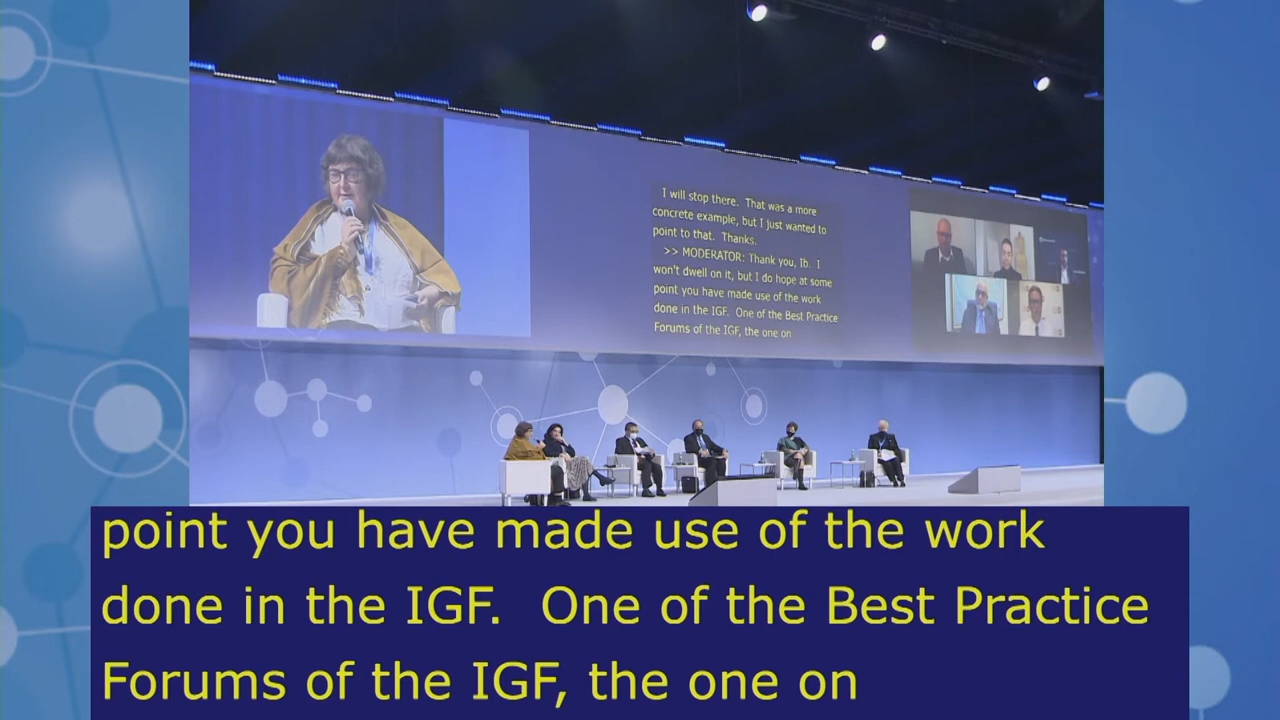 I will stop there.  That was a more
concrete example, but I just wanted to
point to that.  Thanks.
>> MODERATOR: Thank you, Ib.  I
won't dwell on it, but I do hope at some
point you have made use of the work
done in the IGF.  One of the Best Practice
Forums of the IGF, the one on
point you have made use of the work
done in the IGF.  One of the Best Practice
Forums of the IGF, the one on